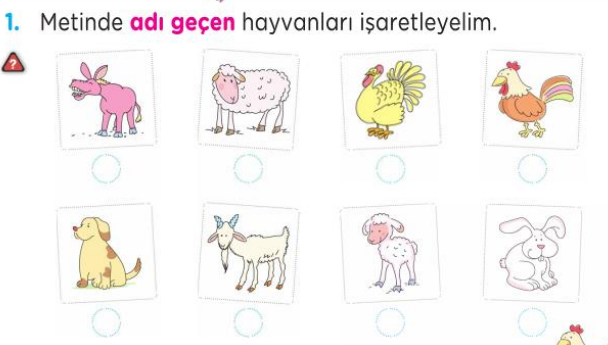 1. Metinde adı geçen hayvanları işaretleyelim.
?